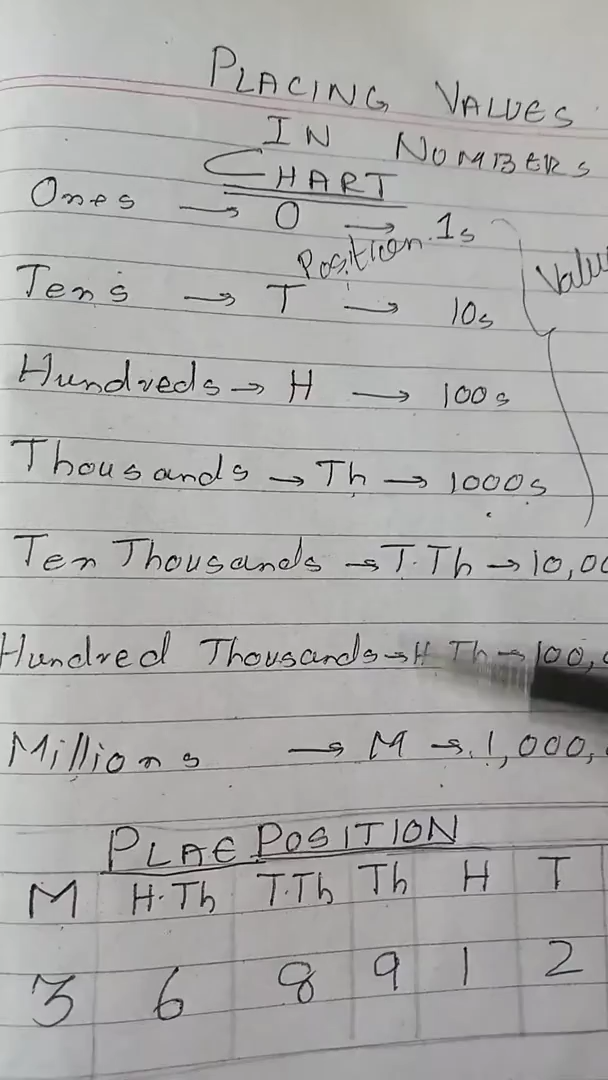 PLACING VALUES
IN NUMBERS
CHART
Ones → O → 1s
Position
Tens → T → 10s
Hundreds → H → 100s
Thousands → Th → 1000s
Ten Thousands → T.Th → 10,00
Hundred Thousands → H Th → 100,
Millions → M → 1,000,
PLAE POSITION
M H.Th T.Th Th H T
3 6 8 9 1 2